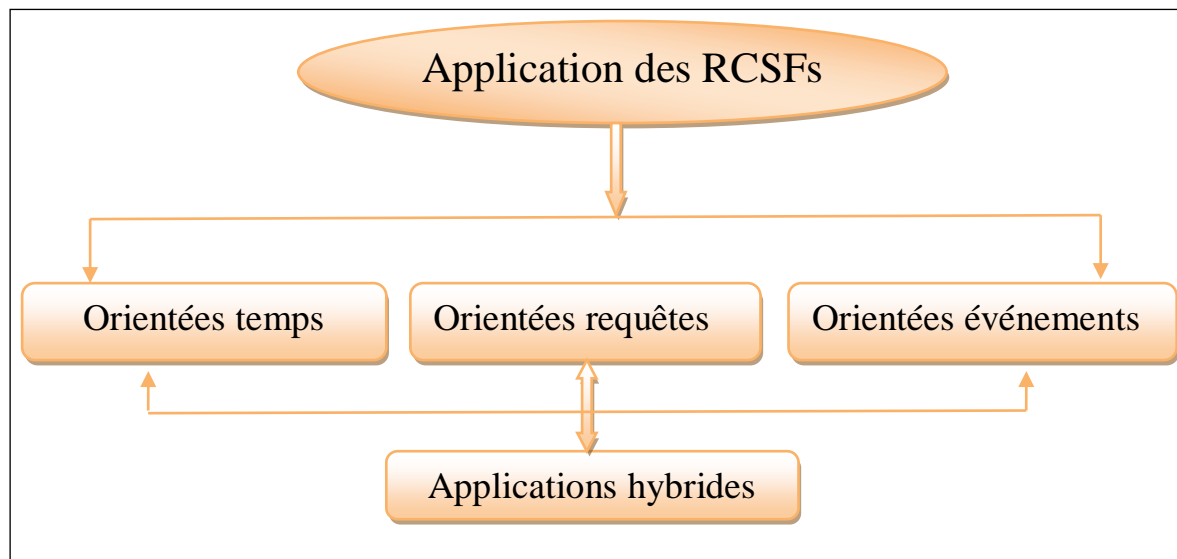 Application des RCSFs
Orientées temps
Orientées requêtes
Orientées événements
Applications hybrides